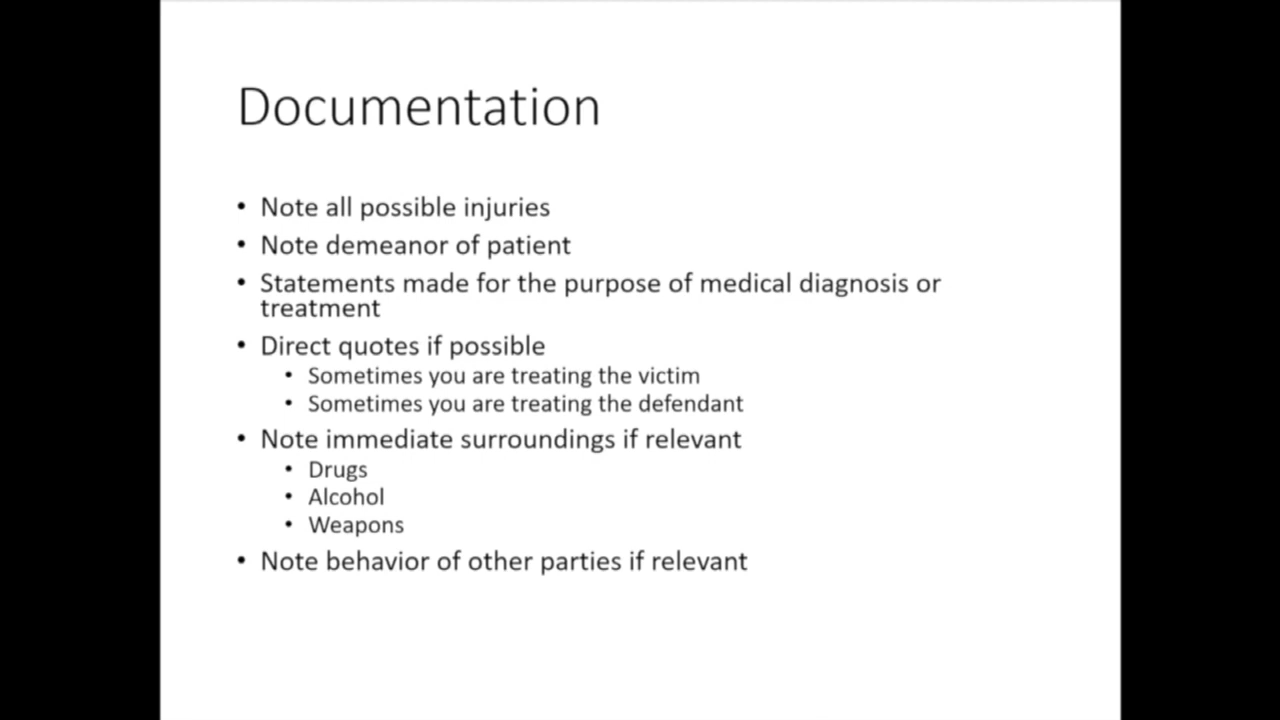 Documentation
• Note all possible injuries
• Note demeanor of patient
• Statements made for the purpose of medical diagnosis or
treatment
• Direct quotes if possible
• Sometimes you are treating the victim
• Sometimes you are treating the defendant
• Note immediate surroundings if relevant
• Drugs
• Alcohol
• Weapons
• Note behavior of other parties if relevant